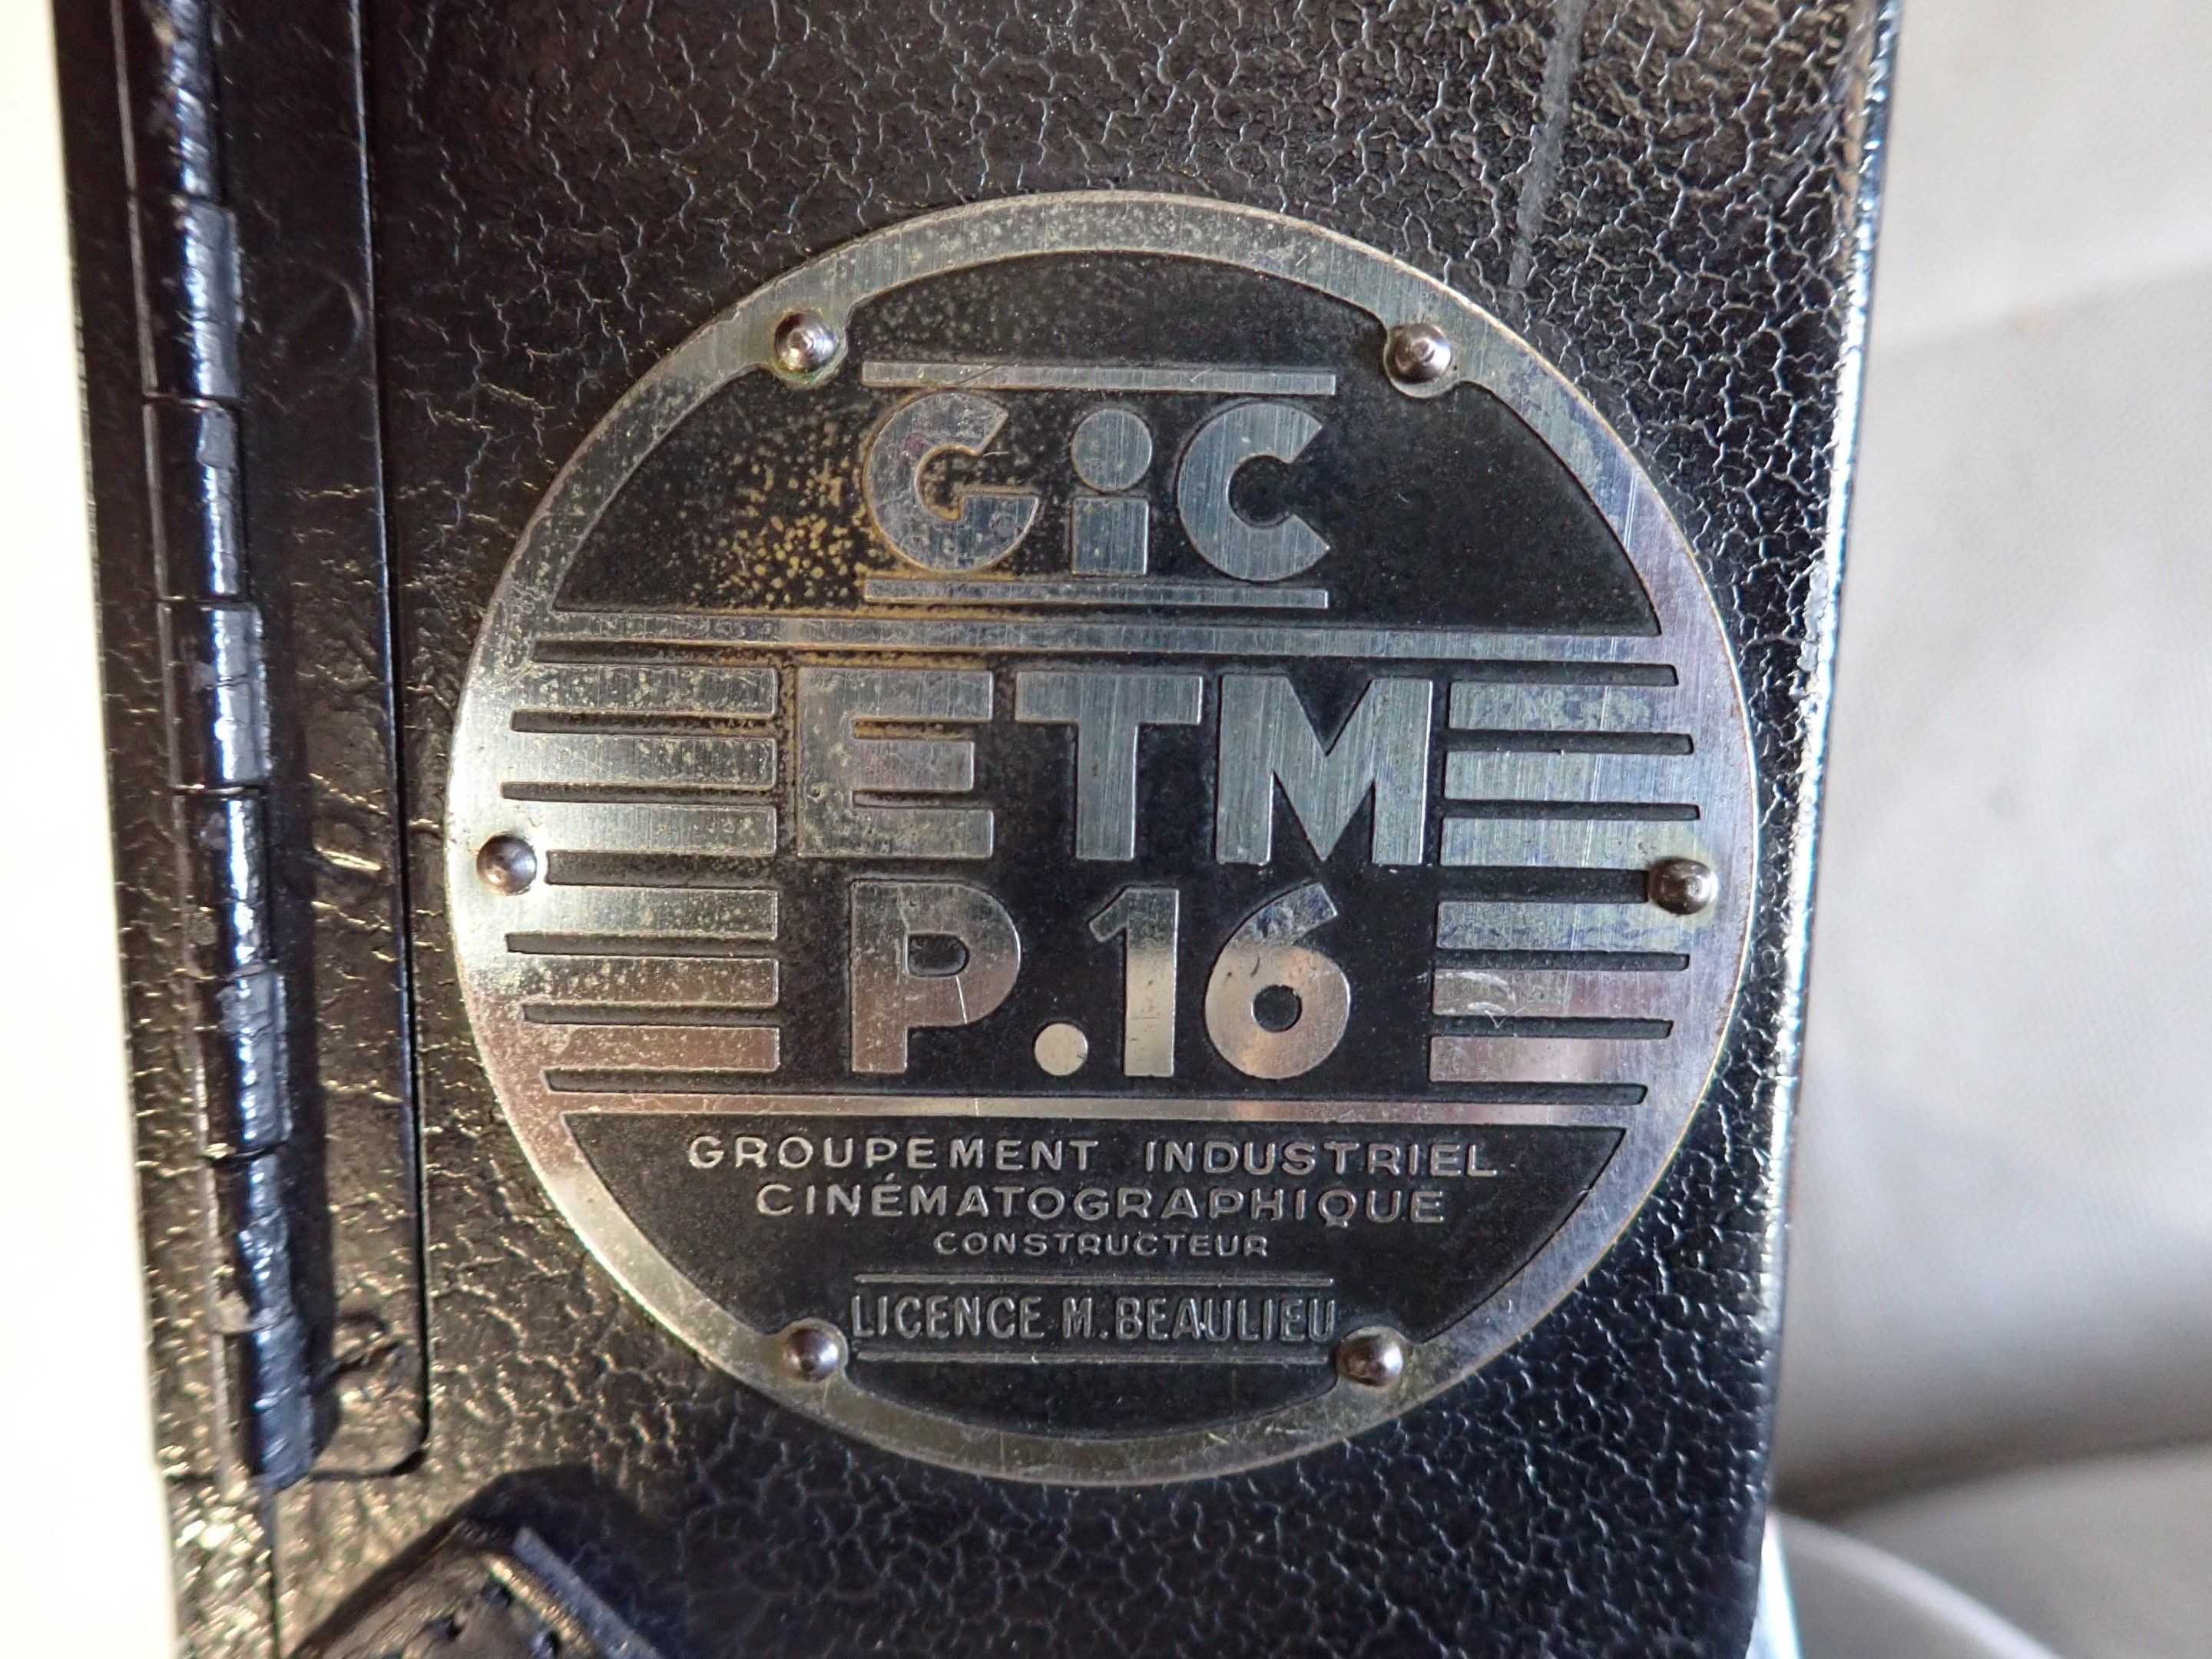 GiC
ETM
P.16
GROUPEMENT INDUSTRIEL
CINÉMATOGRAPHIQUE
CONSTRUCTEUR
LICENCE M. BEAULIEU